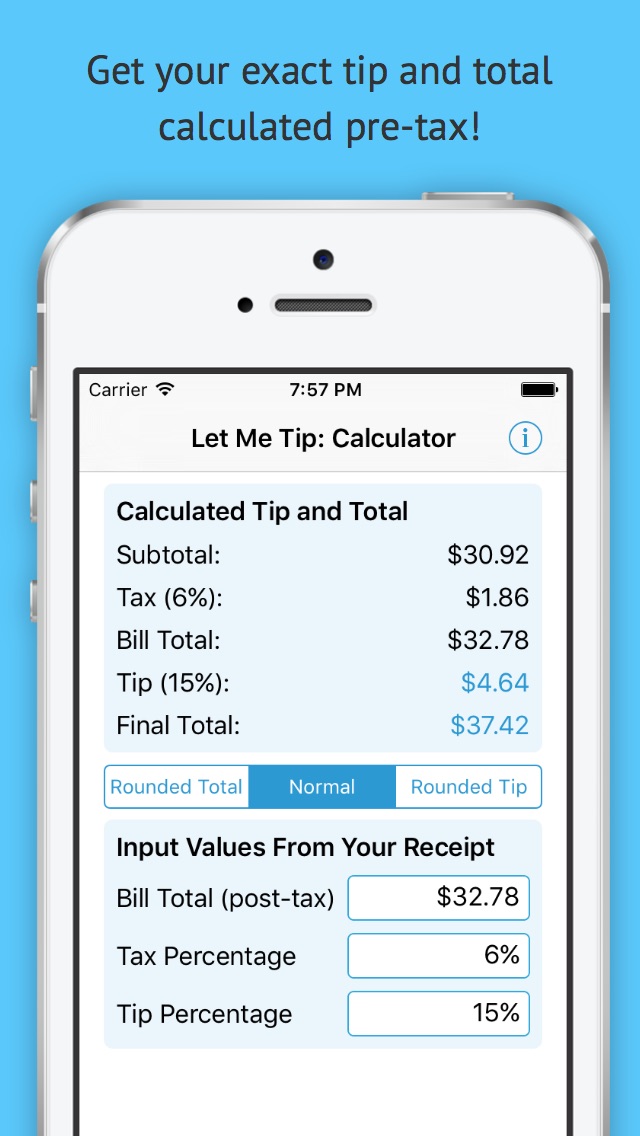 Get your exact tip and total
calculated pre-tax!
Carrier 7:57 PM
Let Me Tip: Calculator i
Calculated Tip and Total
Subtotal: $30.92
Tax (6%): $1.86
Bill Total: $32.78
Tip (15%): $4.64
Final Total: $37.42
Rounded Total Normal Rounded Tip
Input Values From Your Receipt
Bill Total (post-tax) $32.78
Tax Percentage 6%
Tip Percentage 15%